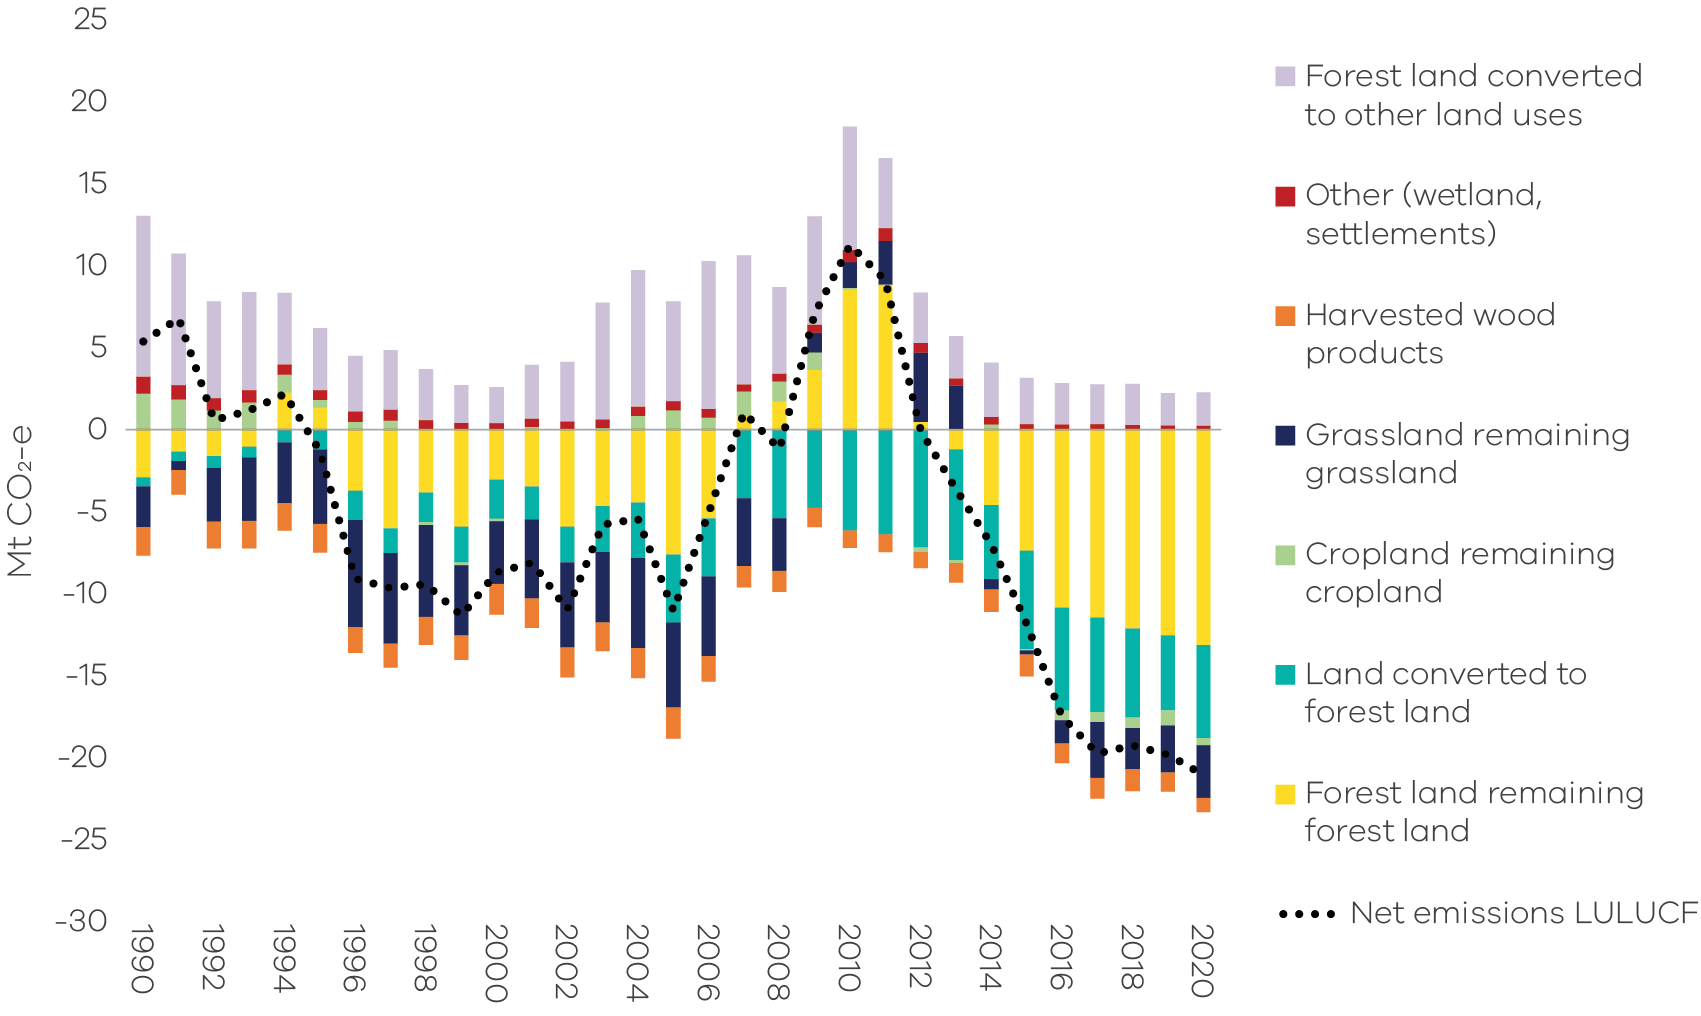 25
20
15
10
5
0
-5
-10
-15
-20
-25
-30
Mt CO₂-e
1990
1992
1994
1996
1998
2000
2002
2004
2006
2008
2010
2012
2014
2016
2018
2020
Forest land converted
to other land uses
Other (wetland,
settlements)
Harvested wood
products
Grassland remaining
grassland
Cropland remaining
cropland
Land converted to
forest land
Forest land remaining
forest land
Net emissions LULUCF